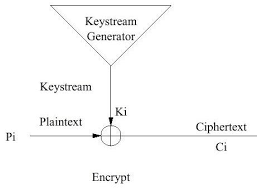 Keystream
Generator
Keystream
Ki
Plaintext
Ciphertext
Pi
Ci
Encrypt